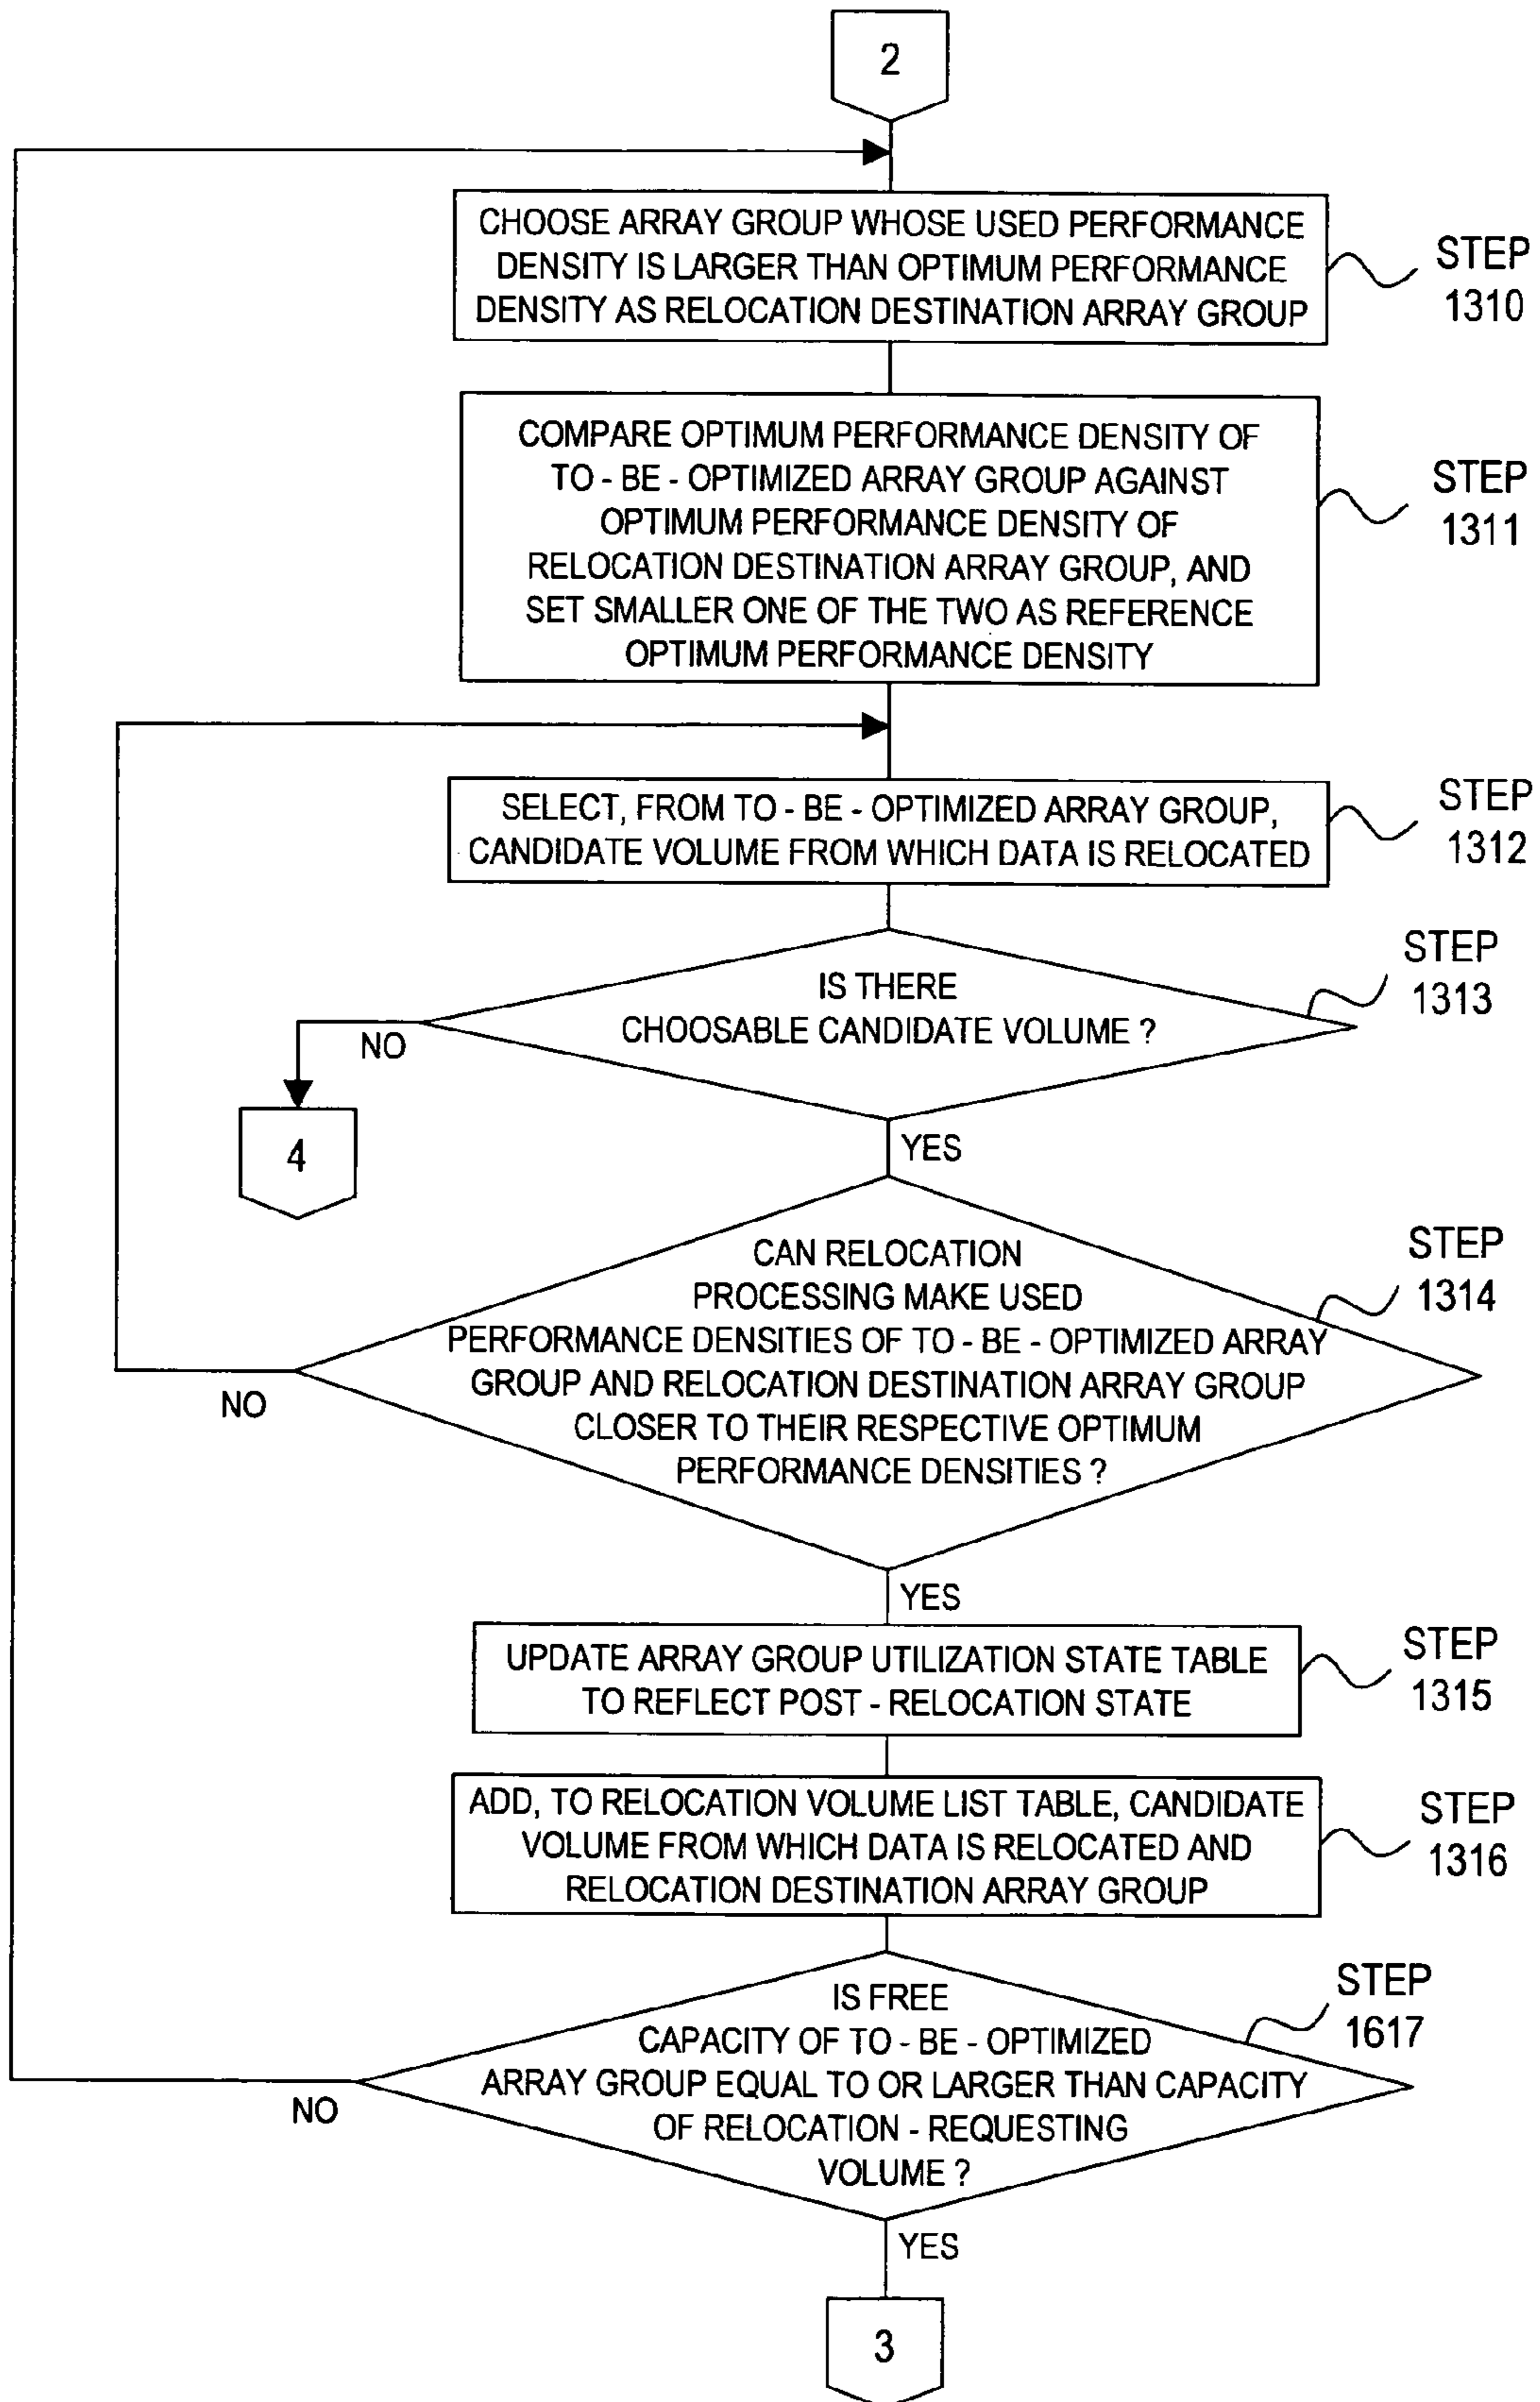 2
CHOOSE ARRAY GROUP WHOSE USED PERFORMANCE
DENSITY IS LARGER THAN OPTIMUM PERFORMANCE
DENSITY AS RELOCATION DESTINATION ARRAY GROUP
STEP
1310
COMPARE OPTIMUM PERFORMANCE DENSITY OF
TO - BE - OPTIMIZED ARRAY GROUP AGAINST
OPTIMUM PERFORMANCE DENSITY OF
RELOCATION DESTINATION ARRAY GROUP, AND
SET SMALLER ONE OF THE TWO AS REFERENCE
OPTIMUM PERFORMANCE DENSITY
STEP
1311
SELECT, FROM TO - BE - OPTIMIZED ARRAY GROUP,
CANDIDATE VOLUME FROM WHICH DATA IS RELOCATED
STEP
1312
IS THERE
CHOOSABLE CANDIDATE VOLUME ?
STEP
1313
NO
4
YES
CAN RELOCATION
PROCESSING MAKE USED
PERFORMANCE DENSITIES OF TO - BE - OPTIMIZED ARRAY
GROUP AND RELOCATION DESTINATION ARRAY GROUP
CLOSER TO THEIR RESPECTIVE OPTIMUM
PERFORMANCE DENSITIES ?
STEP
1314
NO
YES
UPDATE ARRAY GROUP UTILIZATION STATE TABLE
TO REFLECT POST - RELOCATION STATE
STEP
1315
ADD, TO RELOCATION VOLUME LIST TABLE, CANDIDATE
VOLUME FROM WHICH DATA IS RELOCATED AND
RELOCATION DESTINATION ARRAY GROUP
STEP
1316
IS FREE
CAPACITY OF TO - BE - OPTIMIZED
ARRAY GROUP EQUAL TO OR LARGER THAN CAPACITY
OF RELOCATION - REQUESTING
VOLUME ?
STEP
1617
NO
YES
3